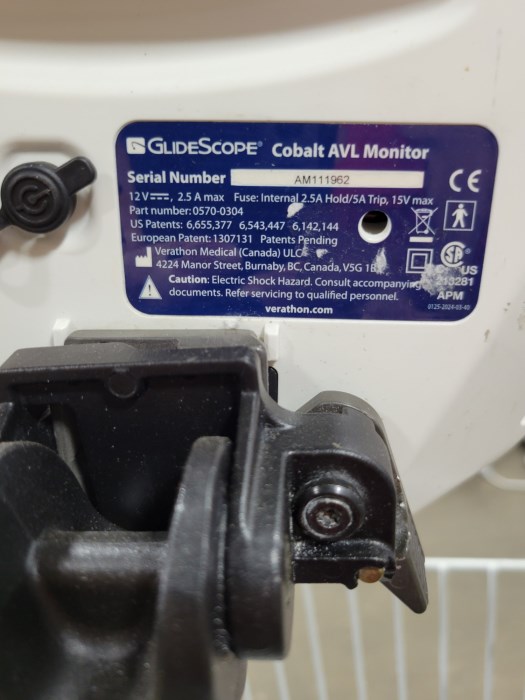 GLIDESCOPE® Cobalt AVL Monitor
Serial Number AM111962
12 V⎓, 2.5 A max Fuse: Internal 2.5A Hold/5A Trip, 15V max
Part number: 0570-0304
US Patents: 6,655,377 6,543,447 6,142,144
European Patent: 1307131 Patents Pending
Verathon Medical (Canada) ULC
4224 Manor Street, Burnaby, BC, Canada, V5G 1B
Caution: Electric Shock Hazard. Consult accompanying
documents. Refer servicing to qualified personnel.
verathon.com
CE
SP
C US
213281
APM